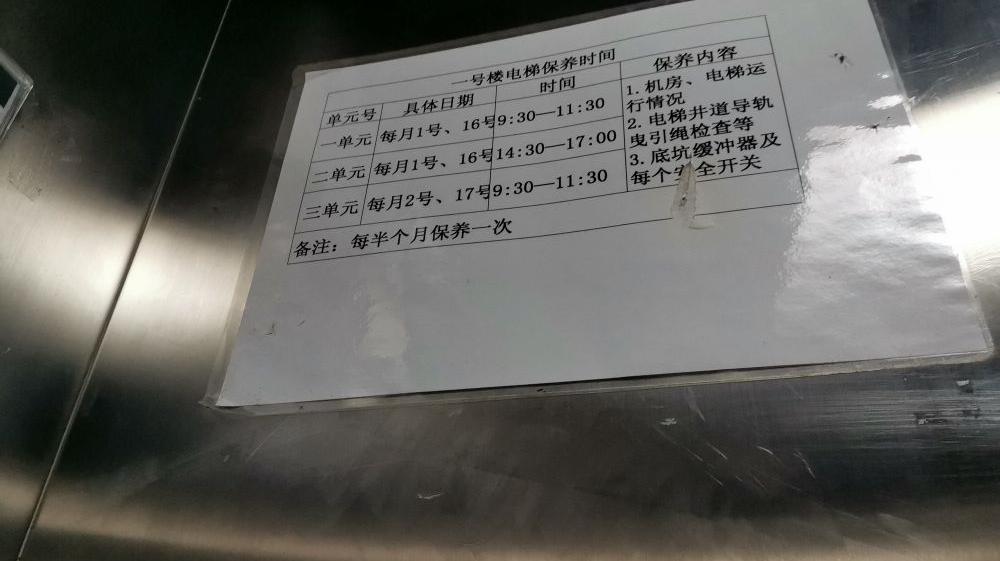 一号楼电梯保养时间
单元号 具体日期 时间 保养内容
一单元 每月1号、16号 9:30—11:30
二单元 每月1号、16号 14:30—17:00
三单元 每月2号、17号 9:30—11:30
1. 机房、电梯运
行情况
2. 电梯井道导轨
曳引绳检查等
3. 底坑缓冲器及
每个安全开关
备注：每半个月保养一次